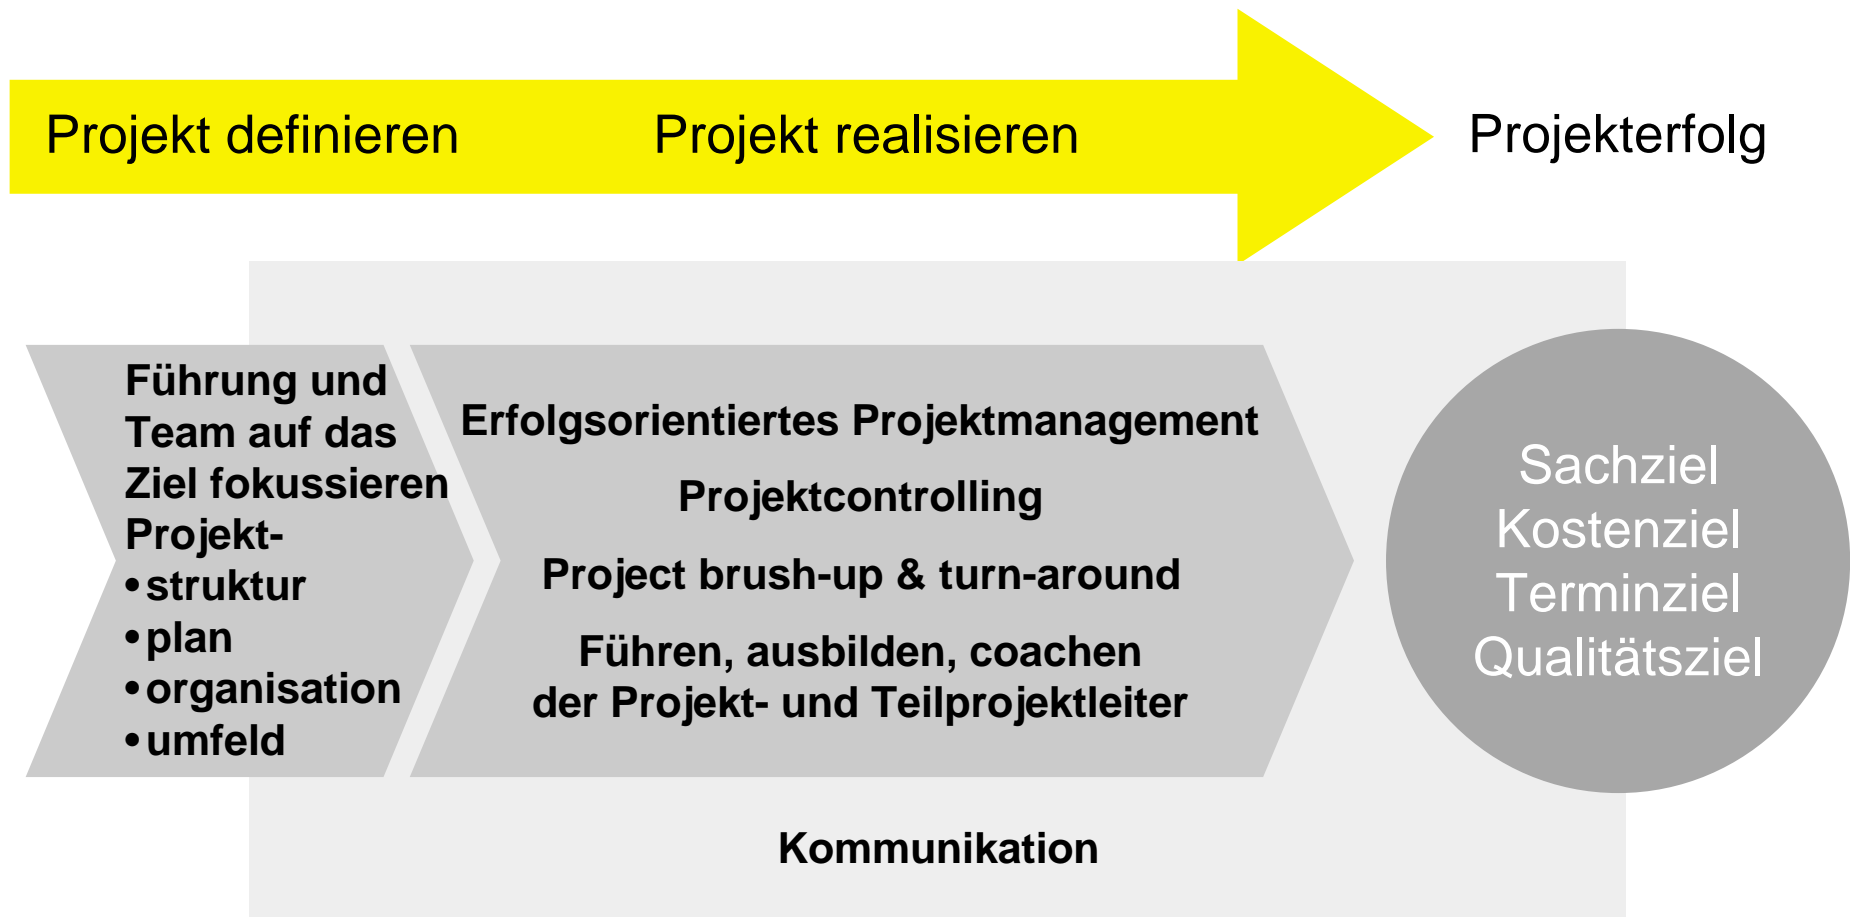 Projekt definieren
Projekt realisieren
Projekterfolg
Führung und
Team auf das
Ziel fokussieren
Projekt-
•struktur
•plan
•organisation
•umfeld
Erfolgsorientiertes Projektmanagement
Projektcontrolling
Project brush-up & turn-around
Führen, ausbilden, coachen
der Projekt- und Teilprojektleiter
Sachziel
Kostenziel
Terminziel
Qualitätsziel
Kommunikation